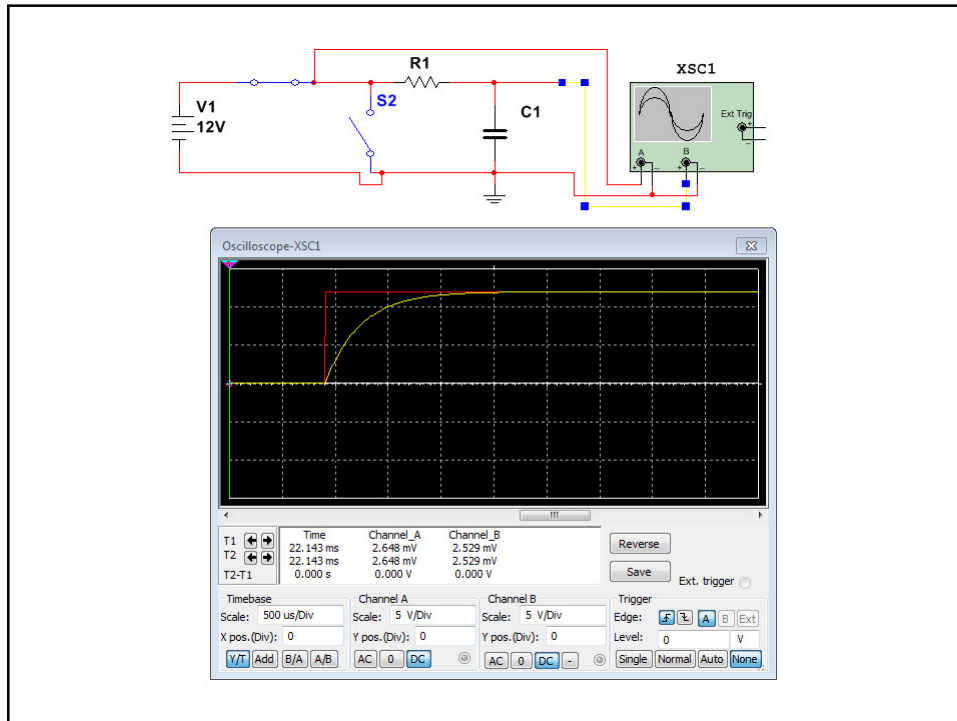 R1
XSC1
V1
12V
S2
C1
Ext Trig
+
–
A
B
+ – + –
Oscilloscope-XSC1
T1
T2
T2-T1
Time Channel_A Channel_B
22.143 ms 2.648 mV 2.529 mV
22.143 ms 2.648 mV 2.529 mV
0.000 s 0.000 V 0.000 V
Reverse
Save
Ext. trigger
Timebase
Scale: 500 us/Div
X pos.(Div): 0
Y/T Add B/A A/B
Channel A
Scale: 5 V/Div
Y pos.(Div): 0
AC 0 DC
Channel B
Scale: 5 V/Div
Y pos.(Div): 0
AC 0 DC -
Trigger
Edge: A B Ext
Level: 0 V
Single Normal Auto None